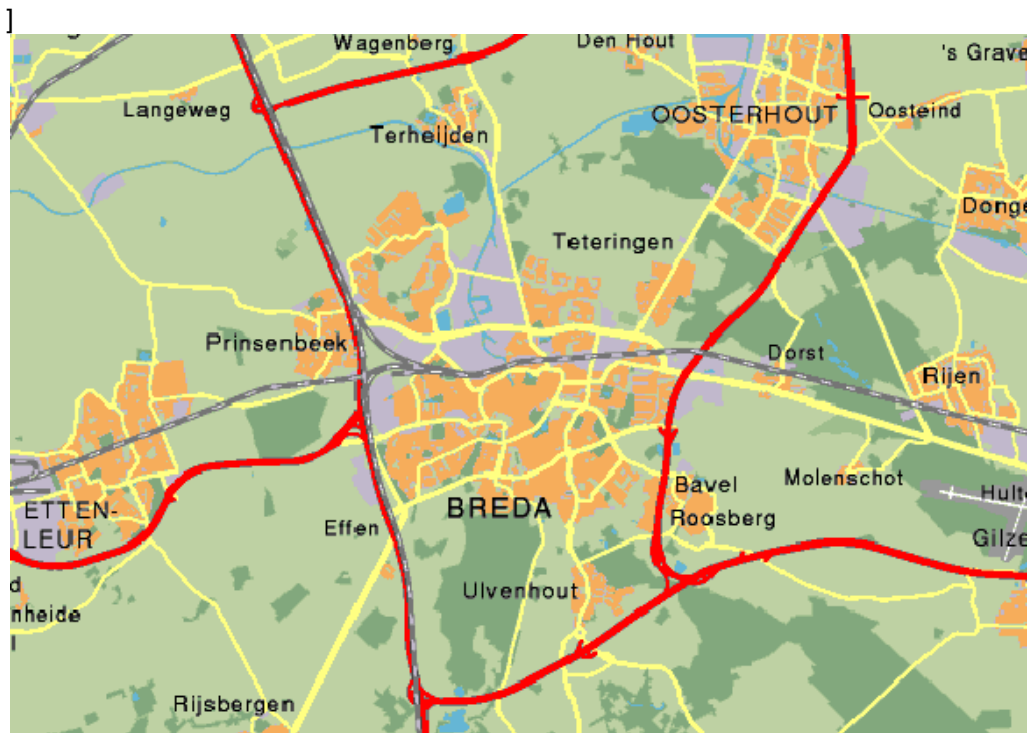 ]
Wagenberg
Den Hout
's Grave
Langeweg
Terheijden
OOSTERHOUT
Oosteind
Donge
Teteringen
Prinsenbeek
Dorst
Rijen
ETTEN-
LEUR
Effen
BREDA
Bavel
Roosberg
Molenschot
Hulte
Gilze
Ulvenhout
nheide
Rijsbergen